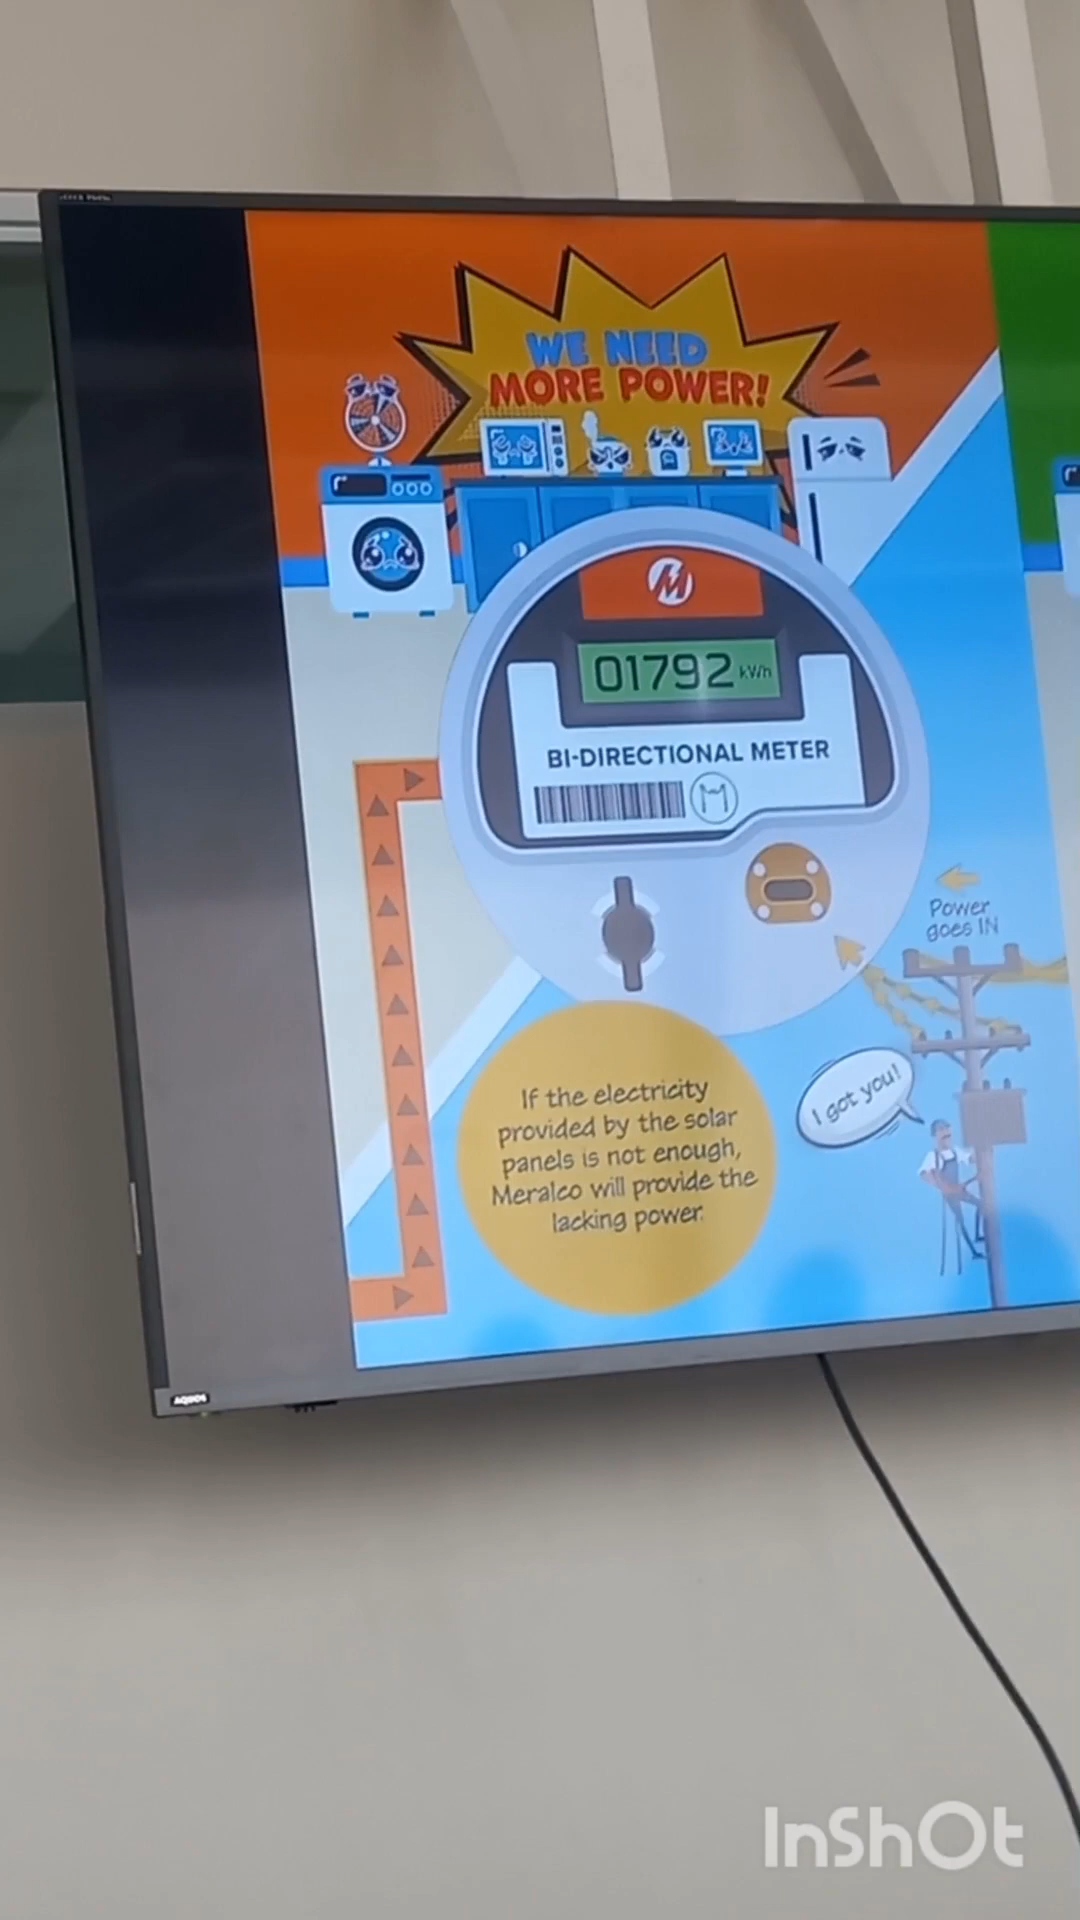 WE NEED
MORE POWER!
01792 kWh
BI-DIRECTIONAL METER
Power
goes IN
I got you!
If the electricity
provided by the solar
panels is not enough,
Meralco will provide the
lacking power.
AQUOS
InShOt